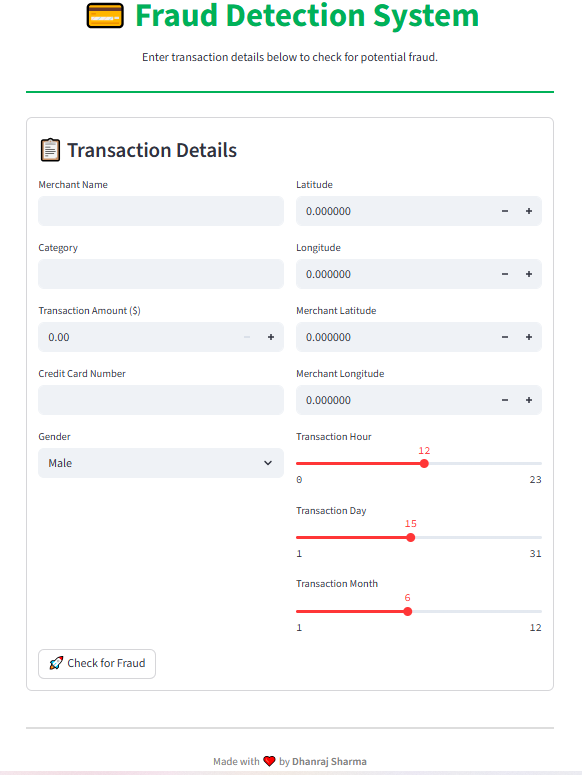 Fraud Detection System
Enter transaction details below to check for potential fraud.
Transaction Details
Merchant Name
Category
Transaction Amount ($)
0.00
Credit Card Number
Gender
Male
Latitude
0.000000
Longitude
0.000000
Merchant Latitude
0.000000
Merchant Longitude
0.000000
Transaction Hour
12
0 23
Transaction Day
15
1 31
Transaction Month
6
1 12
Check for Fraud
Made with ❤️ by Dhanraj Sharma